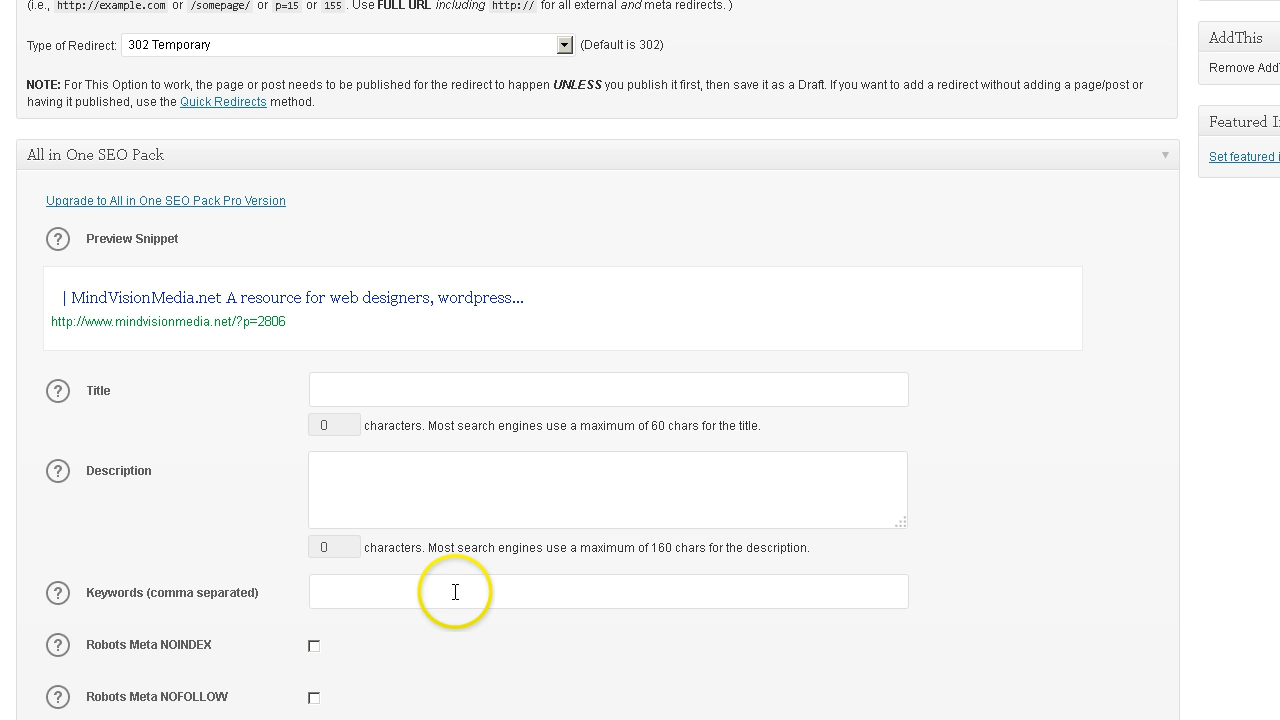 (i.e., http://example.com or /somepage/ or p=15 or 155. Use FULL URL including http:// for all external and meta redirects. )
AddThis
Type of Redirect: 302 Temporary (Default is 302)
Remove Add
NOTE: For This Option to work, the page or post needs to be published for the redirect to happen UNLESS you publish it first, then save it as a Draft. If you want to add a redirect without adding a page/post or
having it published, use the Quick Redirects method.
Featured
All in One SEO Pack
Set featured
Upgrade to All in One SEO Pack Pro Version
? Preview Snippet
| MindVisionMedia.net A resource for web designers, wordpress...
http://www.mindvisionmedia.net/?p=2806
? Title
0 characters. Most search engines use a maximum of 60 chars for the title.
? Description
0 characters. Most search engines use a maximum of 160 chars for the description.
? Keywords (comma separated)
? Robots Meta NOINDEX
? Robots Meta NOFOLLOW